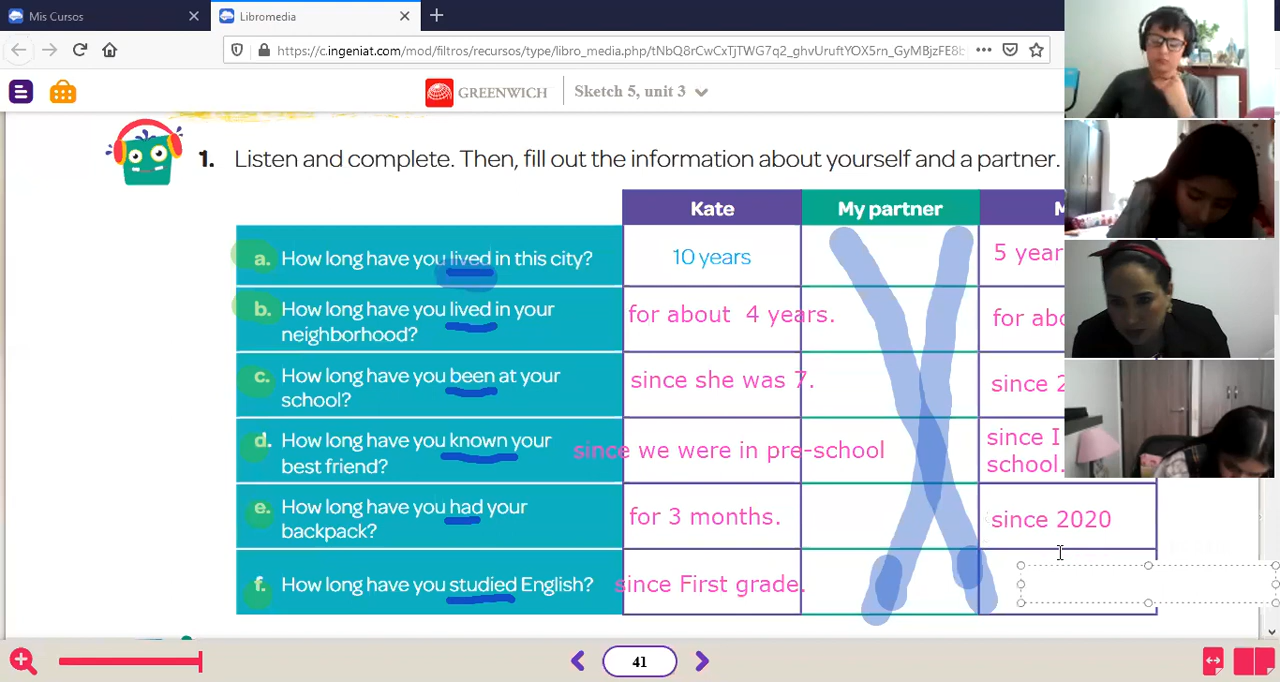 Mis Cursos
Libromedia
https://c.ingeniat.com/mod/filtros/recursos/type/libro_media.php/tNbQ8rCwCxTjTWG7q2_ghvUruftYOX5rn_GyMBjzFE8b
GREENWICH
Sketch 5, unit 3
1. Listen and complete. Then, fill out the information about yourself and a partner.
Kate My partner
a. How long have you lived in this city? 10 years 5 year
b. How long have you lived in your
neighborhood?
for about 4 years. for abo
c. How long have you been at your
school?
since she was 7. since 2
d. How long have you known your
best friend?
since we were in pre-school
since I
school.
e. How long have you had your
backpack?
for 3 months. since 2020
f. How long have you studied English? since First grade.
41